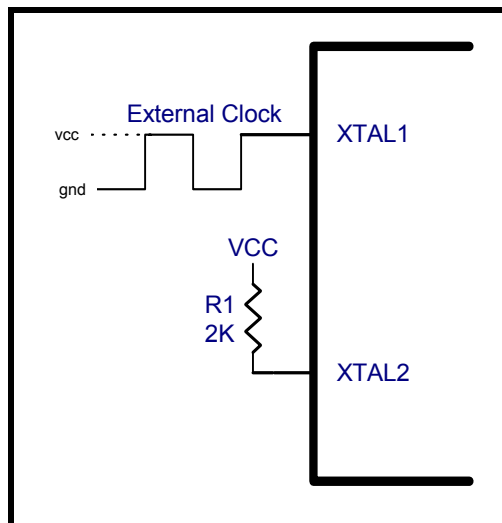 External Clock
vcc
XTAL1
gnd
VCC
R1
2K
XTAL2